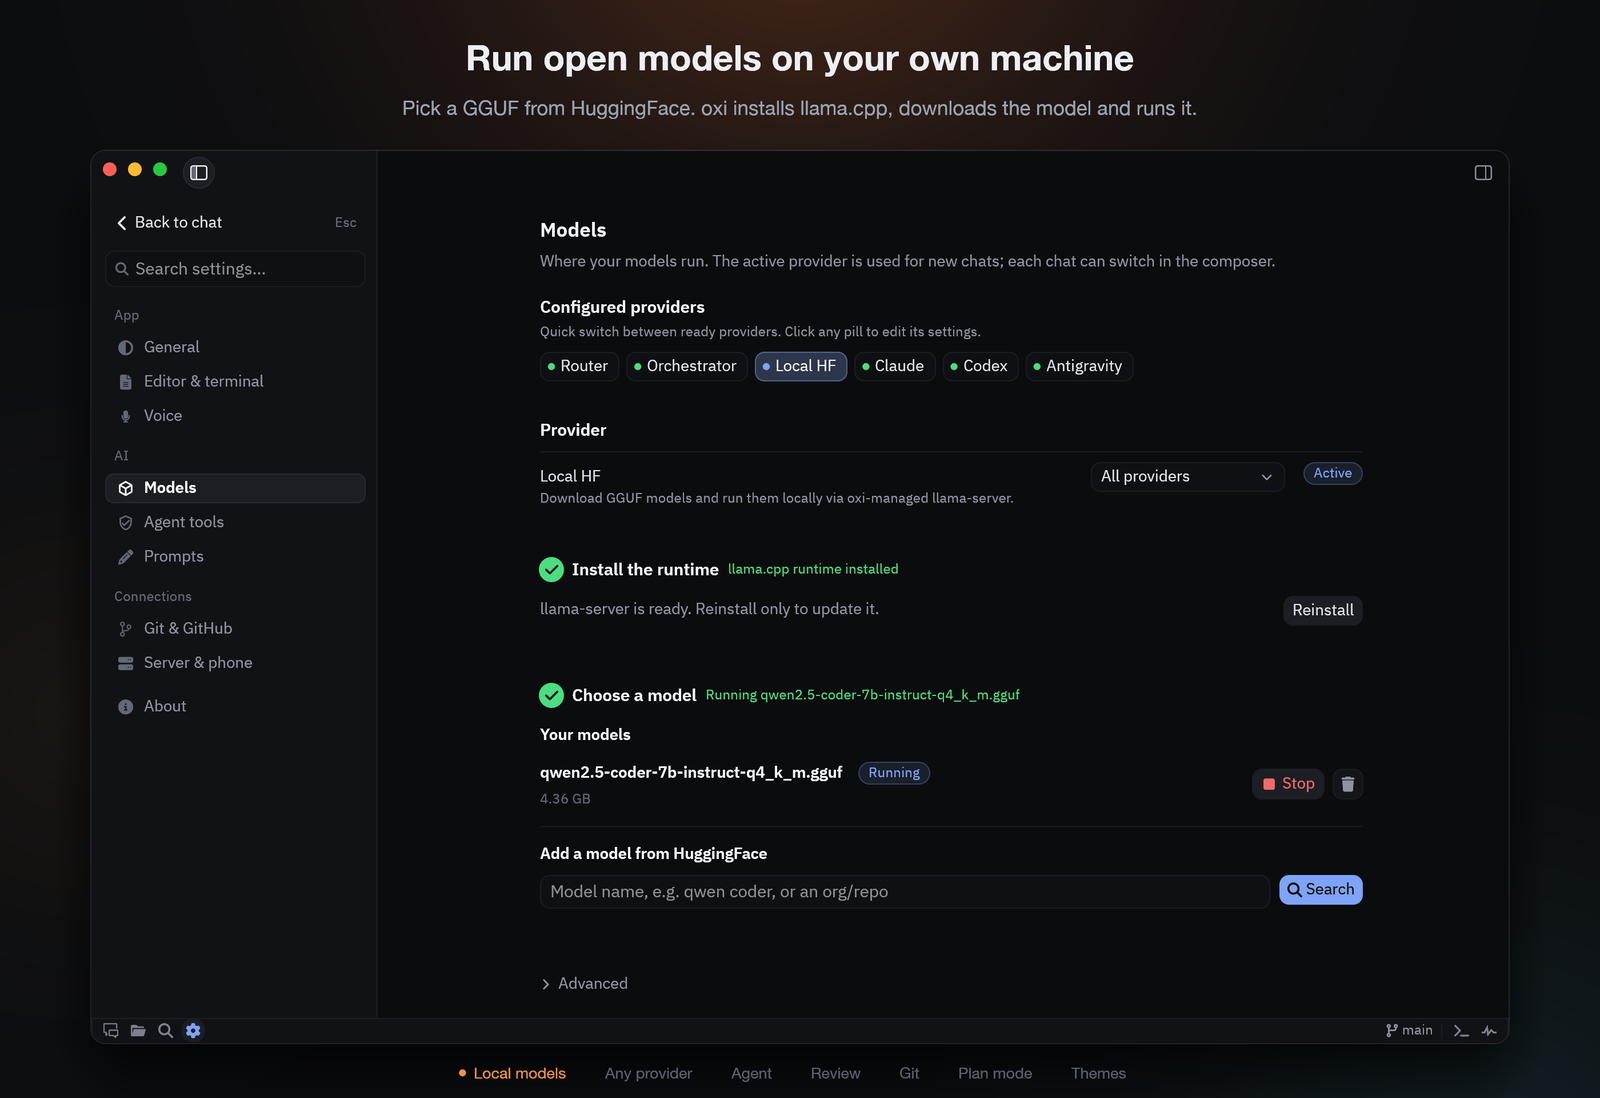 Run open models on your own machine
Pick a GGUF from HuggingFace. oxi installs llama.cpp, downloads the model and runs it.
Back to chat
Esc
Search settings...
App
General
Editor & terminal
Voice
AI
Models
Agent tools
Prompts
Connections
Git & GitHub
Server & phone
About
Models
Where your models run. The active provider is used for new chats; each chat can switch in the composer.
Configured providers
Quick switch between ready providers. Click any pill to edit its settings.
Router
Orchestrator
Local HF
Claude
Codex
Antigravity
Provider
Local HF
All providers
Active
Download GGUF models and run them locally via oxi-managed llama-server.
Install the runtime
llama.cpp runtime installed
llama-server is ready. Reinstall only to update it.
Reinstall
Choose a model
Running qwen2.5-coder-7b-instruct-q4_k_m.gguf
Your models
qwen2.5-coder-7b-instruct-q4_k_m.gguf
Running
4.36 GB
Stop
Add a model from HuggingFace
Model name, e.g. qwen coder, or an org/repo
Search
Advanced
main
Local models
Any provider
Agent
Review
Git
Plan mode
Themes